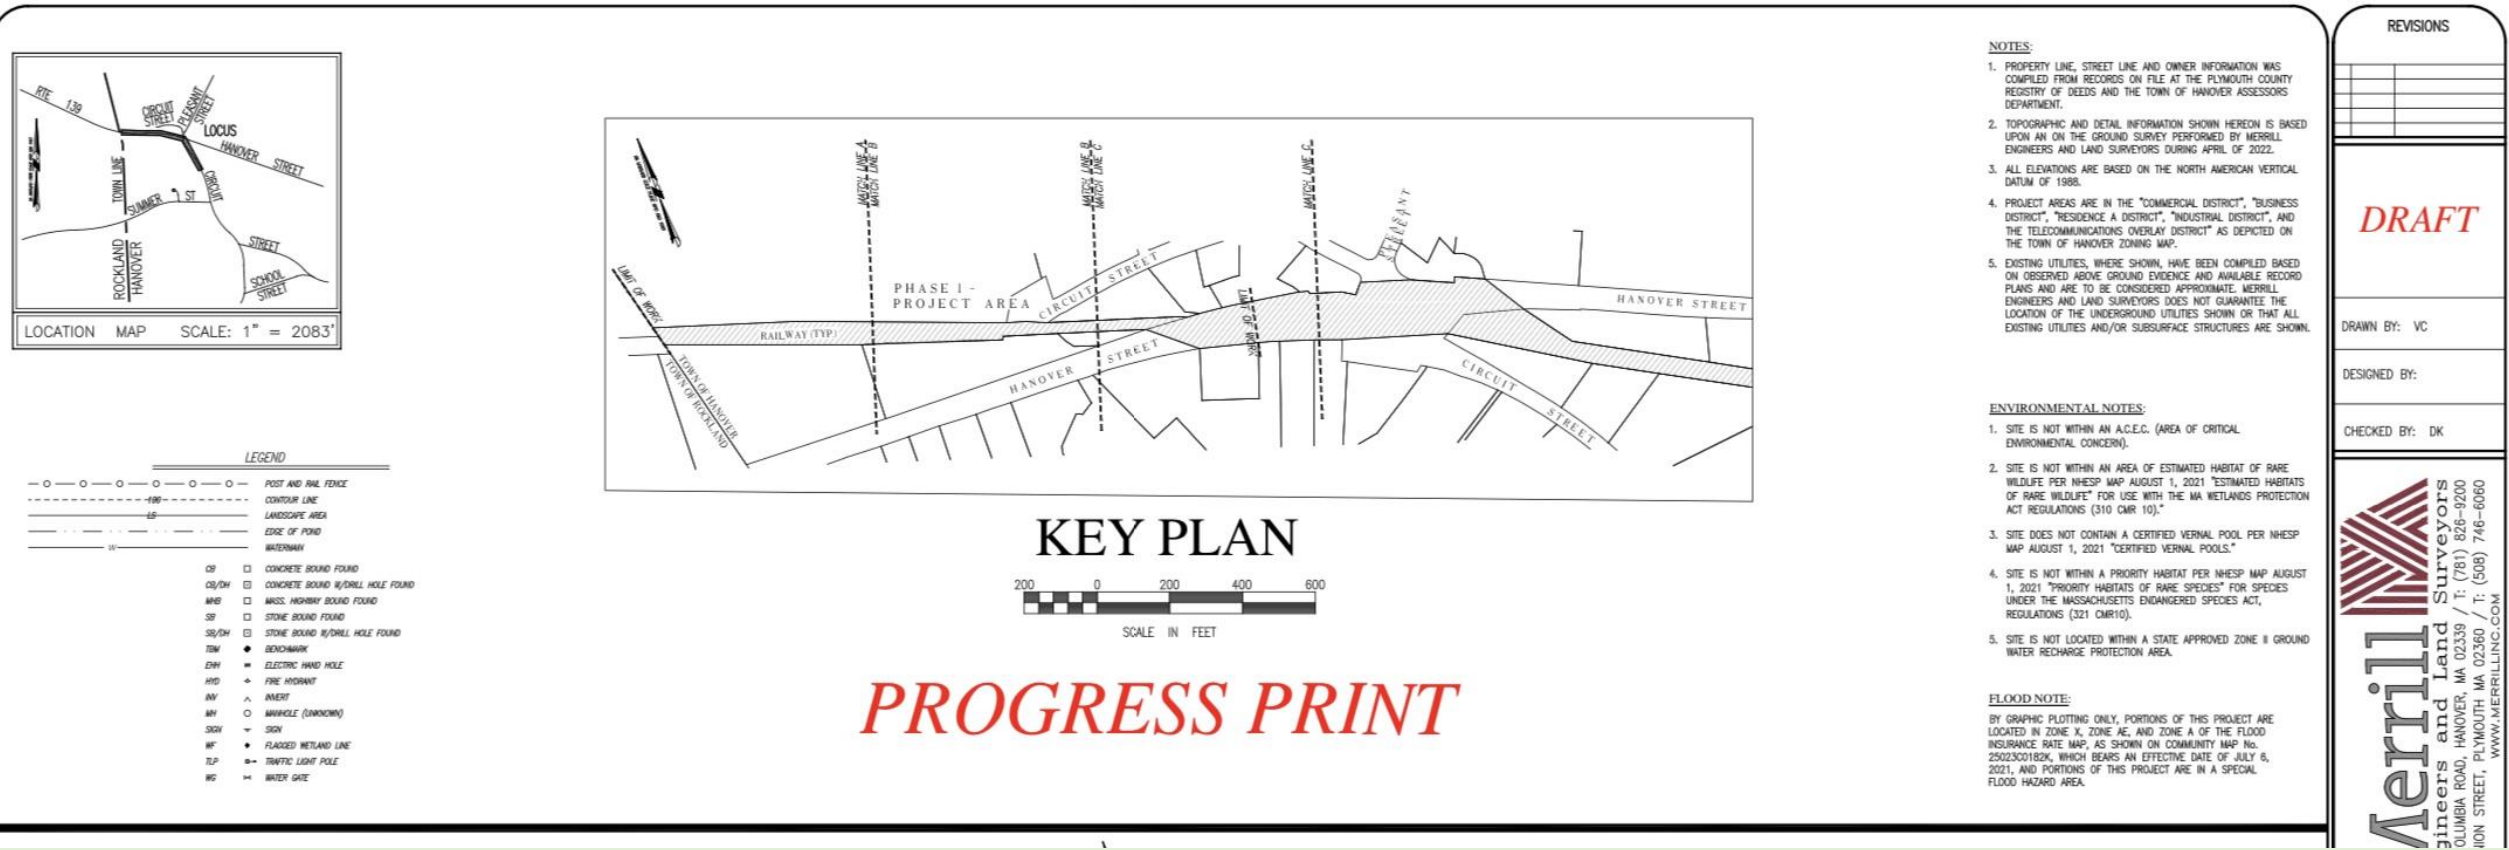 RTE 139
CIRCUIT
STREET
PLEASANT
STREET
LOCUS
HANOVER STREET
TOWN LINE
SUMMER ST
CIRCUIT
STREET
ROCKLAND
HANOVER
SCHOOL
STREET
LOCATION MAP SCALE: 1" = 2083'
LEGEND
POST AND RAIL FENCE
196 CONTOUR LINE
LS LANDSCAPE AREA
EDGE OF POND
W WATERMAIN
CB CONCRETE BOUND FOUND
CB/DH CONCRETE BOUND W/DRILL HOLE FOUND
MHB MASS. HIGHWAY BOUND FOUND
SB STONE BOUND FOUND
SB/DH STONE BOUND W/DRILL HOLE FOUND
TBM BENCHMARK
EHH ELECTRIC HAND HOLE
HYD FIRE HYDRANT
INV INVERT
MH MANHOLE (UNKNOWN)
SIGN SIGN
WF FLAGGED WETLAND LINE
TLP TRAFFIC LIGHT POLE
WG WATER GATE
MATCH LINE A
MATCH LINE B
MATCH LINE B
MATCH LINE C
MATCH LINE C
PLEASANT
STREET
LIMIT OF WORK
PHASE 1 -
PROJECT AREA
CIRCUIT STREET
LIMIT OF WORK
HANOVER STREET
RAILWAY (TYP.)
TOWN OF HANOVER
TOWN OF ROCKLAND
HANOVER STREET
CIRCUIT STREET
KEY PLAN
200 0 200 400 600
SCALE IN FEET
PROGRESS PRINT
NOTES:
1. PROPERTY LINE, STREET LINE AND OWNER INFORMATION WAS
COMPILED FROM RECORDS ON FILE AT THE PLYMOUTH COUNTY
REGISTRY OF DEEDS AND THE TOWN OF HANOVER ASSESSORS
DEPARTMENT.
2. TOPOGRAPHIC AND DETAIL INFORMATION SHOWN HEREON IS BASED
UPON AN ON THE GROUND SURVEY PERFORMED BY MERRILL
ENGINEERS AND LAND SURVEYORS DURING APRIL OF 2022.
3. ALL ELEVATIONS ARE BASED ON THE NORTH AMERICAN VERTICAL
DATUM OF 1988.
4. PROJECT AREAS ARE IN THE "COMMERCIAL DISTRICT", "BUSINESS
DISTRICT", "RESIDENCE A DISTRICT", "INDUSTRIAL DISTRICT", AND
THE TELECOMMUNICATIONS OVERLAY DISTRICT" AS DEPICTED ON
THE TOWN OF HANOVER ZONING MAP.
5. EXISTING UTILITIES, WHERE SHOWN, HAVE BEEN COMPILED BASED
ON OBSERVED ABOVE GROUND EVIDENCE AND AVAILABLE RECORD
PLANS AND ARE TO BE CONSIDERED APPROXIMATE. MERRILL
ENGINEERS AND LAND SURVEYORS DOES NOT GUARANTEE THE
LOCATION OF THE UNDERGROUND UTILITIES SHOWN OR THAT ALL
EXISTING UTILITIES AND/OR SUBSURFACE STRUCTURES ARE SHOWN.
ENVIRONMENTAL NOTES:
1. SITE IS NOT WITHIN AN A.C.E.C. (AREA OF CRITICAL
ENVIRONMENTAL CONCERN).
2. SITE IS NOT WITHIN AN AREA OF ESTIMATED HABITAT OF RARE
WILDLIFE PER NHESP MAP AUGUST 1, 2021 "ESTIMATED HABITATS
OF RARE WILDLIFE" FOR USE WITH THE MA WETLANDS PROTECTION
ACT REGULATIONS (310 CMR 10)."
3. SITE DOES NOT CONTAIN A CERTIFIED VERNAL POOL PER NHESP
MAP AUGUST 1, 2021 "CERTIFIED VERNAL POOLS."
4. SITE IS NOT WITHIN A PRIORITY HABITAT PER NHESP MAP AUGUST
1, 2021 "PRIORITY HABITATS OF RARE SPECIES" FOR SPECIES
UNDER THE MASSACHUSETTS ENDANGERED SPECIES ACT,
REGULATIONS (321 CMR10).
5. SITE IS NOT LOCATED WITHIN A STATE APPROVED ZONE II GROUND
WATER RECHARGE PROTECTION AREA.
FLOOD NOTE:
BY GRAPHIC PLOTTING ONLY, PORTIONS OF THIS PROJECT ARE
LOCATED IN ZONE X, ZONE AE, AND ZONE A OF THE FLOOD
INSURANCE RATE MAP, AS SHOWN ON COMMUNITY MAP No.
25023C0182K, WHICH BEARS AN EFFECTIVE DATE OF JULY 6,
2021, AND PORTIONS OF THIS PROJECT ARE IN A SPECIAL
FLOOD HAZARD AREA.
REVISIONS
DRAFT
DRAWN BY: VC
DESIGNED BY:
CHECKED BY: DK
Merrill
gineers and Land Surveyors
OLUMBIA ROAD, HANOVER, MA 02339 / T: (781) 826-9200
ION STREET, PLYMOUTH MA 02360 / T: (508) 746-6060
WWW.MERRILLINC.COM